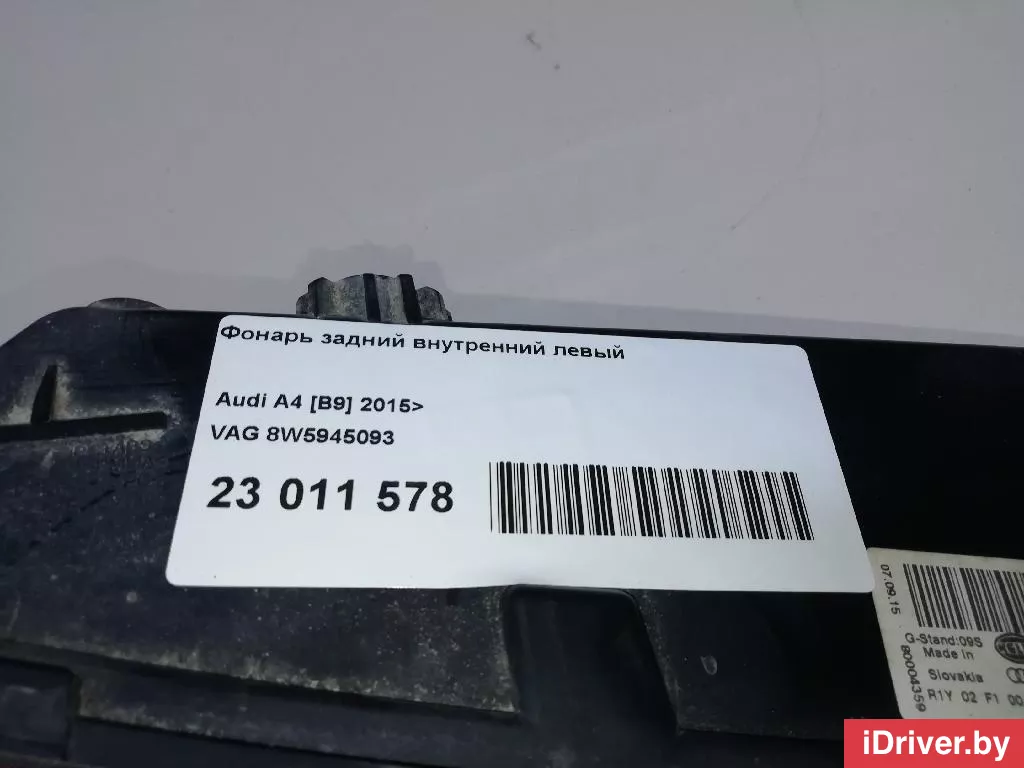 Фонарь задний внутренний левый
Audi A4 [B9] 2015>
VAG 8W5945093
23 011 578
07.09.15
G-Stand:09S
Made in
Slovakia
R1Y 02 F1 00
80004359
iDriver.by